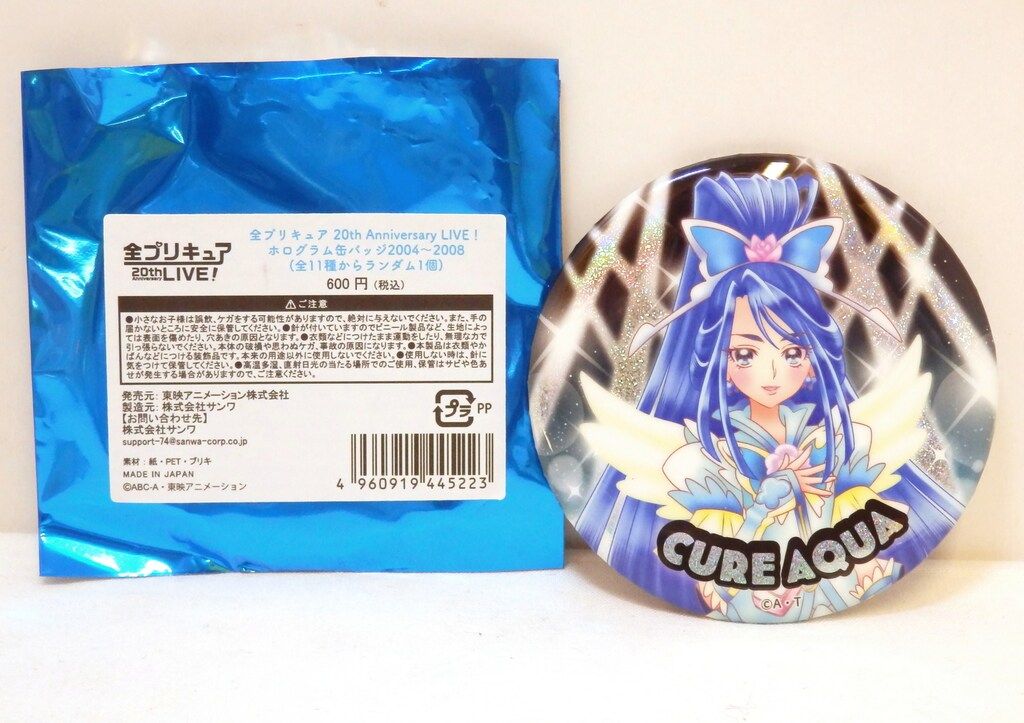 全プリキュア
20th Anniversary LIVE!
全プリキュア 20th Anniversary LIVE!
ホログラム缶バッジ2004～2008
(全11種からランダム1個)
600 円 (税込)
⚠ご注意
●小さなお子様は誤飲、ケガをする可能性がありますので、絶対に与えないでください。また、手の
届かないところに安全に保管してください。●針が付いていますのでビニール製品など、生地によっ
ては表面を傷めたり、穴あきの原因となります。●衣類などにつけたまま運動をしたり、無理な力で
引っ張らないでください。本体の破損や思わぬケガ、事故の原因になります。●本製品は衣類やか
ばんなどにつける装飾品です。本来の用途以外に使用しないでください。●使用しない時は、針に
気をつけて保管してください。●高温多湿、直射日光の当たる場所でのご使用、保管はサビや色あ
せが発生する場合がありますので、ご注意ください。
発売元: 東映アニメーション株式会社
製造元: 株式会社サンワ
【お問い合わせ先】
株式会社サンワ
support-74@sanwa-corp.co.jp
プラ PP
素材：紙・PET・ブリキ
MADE IN JAPAN
©ABC-A・東映アニメーション
4 960919 445223
CURE AQUA
©A・T